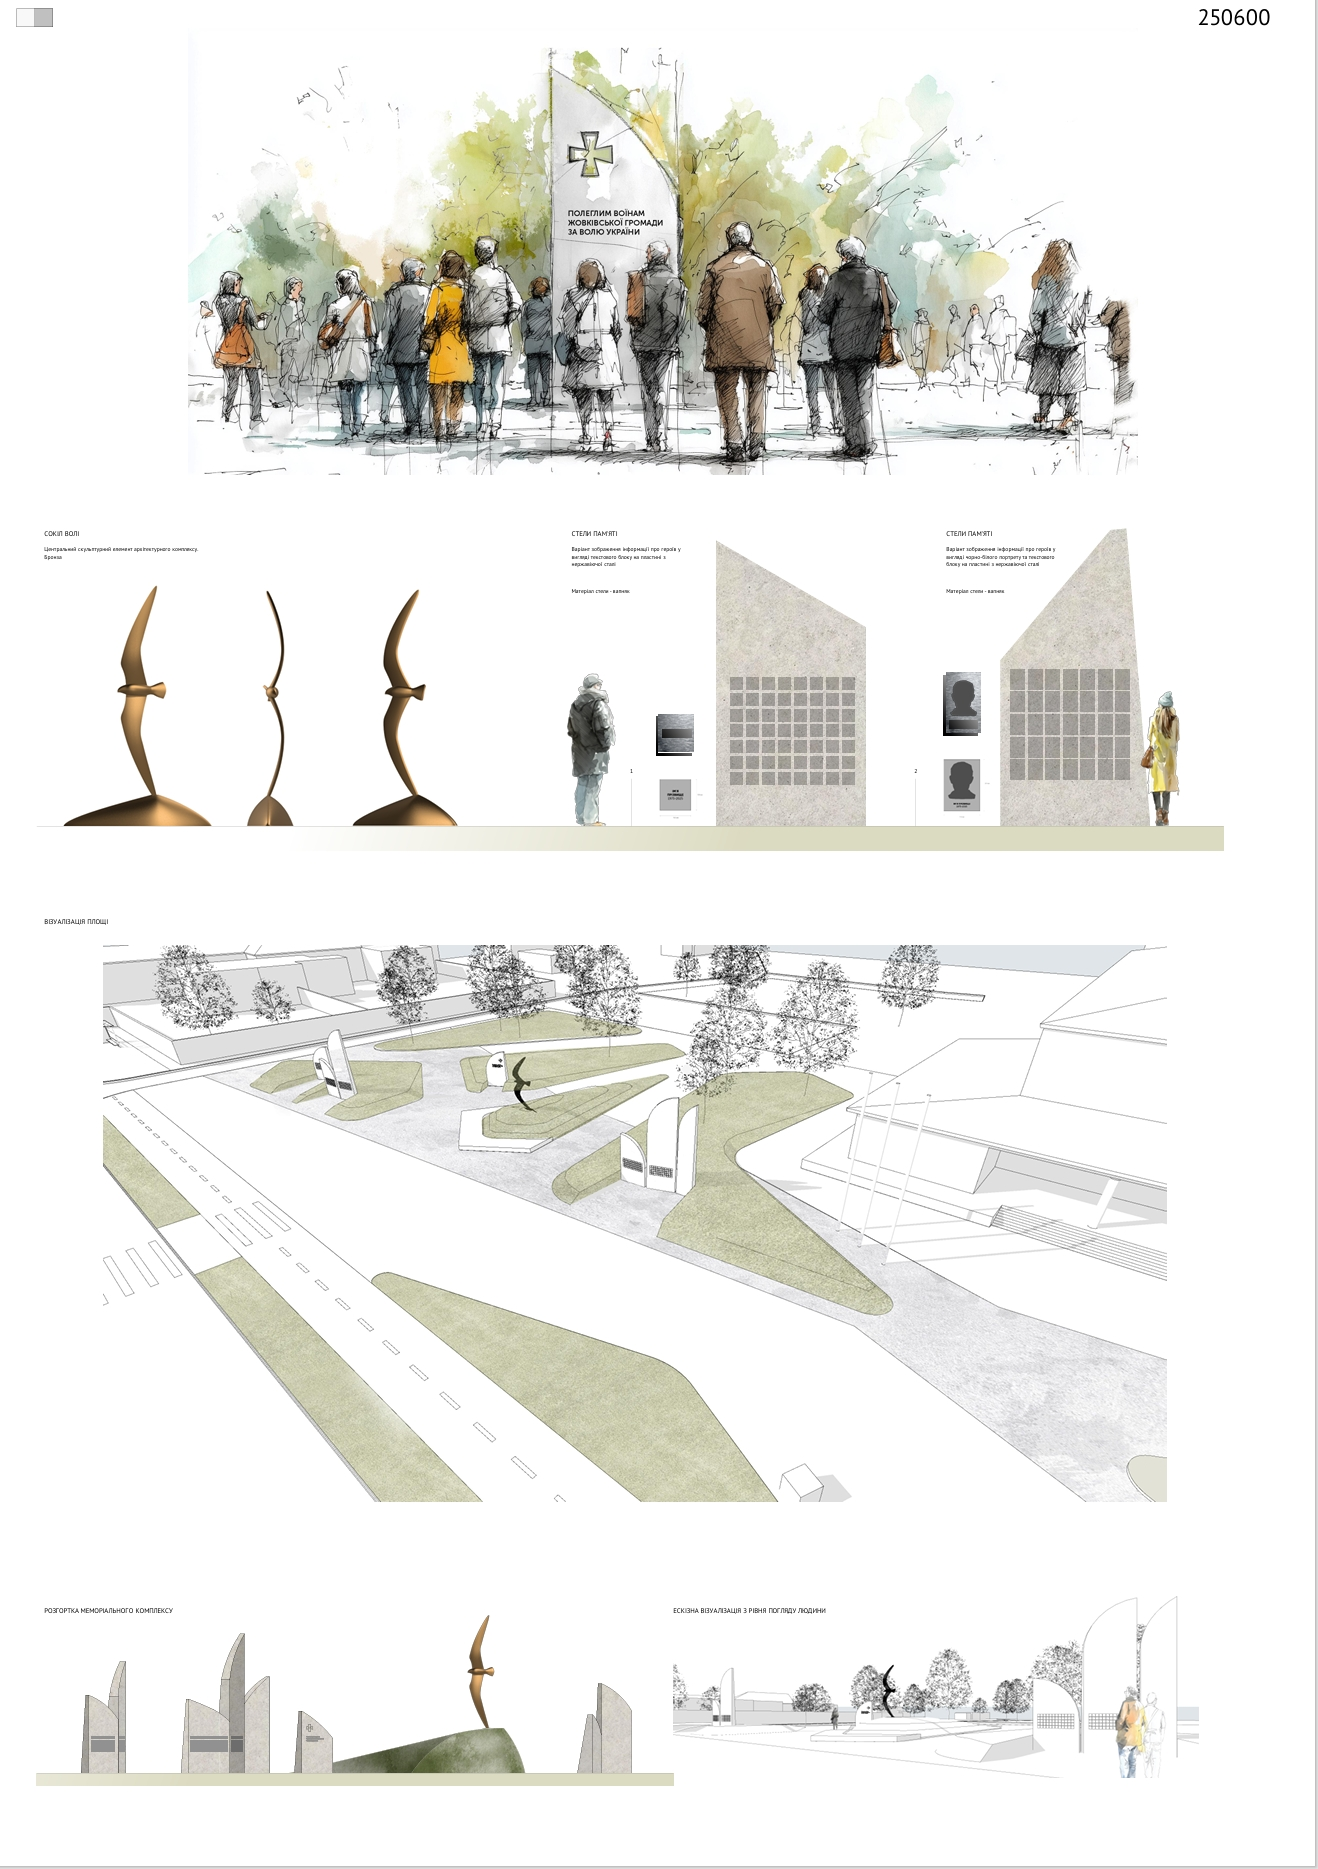 250600
ПОЛЕГЛИМ ВОЇНАМ
ЖОВКІВСЬКОЇ ГРОМАДИ
ЗА ВОЛЮ УКРАЇНИ
СОКІЛ ВОЛІ
Центральний скульптурний елемент архітектурного комплексу.
Бронза
СТЕЛИ ПАМ'ЯТІ
Варіант зображення інформації про героїв у
вигляді текстового блоку на пластині з
нержавіючої сталі
Матеріал стели - вапняк
1
СТЕЛИ ПАМ'ЯТІ
Варіант зображення інформації про героїв у
вигляді чорно-білого портрету та текстового
блоку на пластині з нержавіючої сталі
Матеріал стели - вапняк
2
ВІЗУАЛІЗАЦІЯ ПЛОЩІ
РОЗГОРТКА МЕМОРІАЛЬНОГО КОМПЛЕКСУ
ЕСКІЗНА ВІЗУАЛІЗАЦІЯ З РІВНЯ ПОГЛЯДУ ЛЮДИНИ